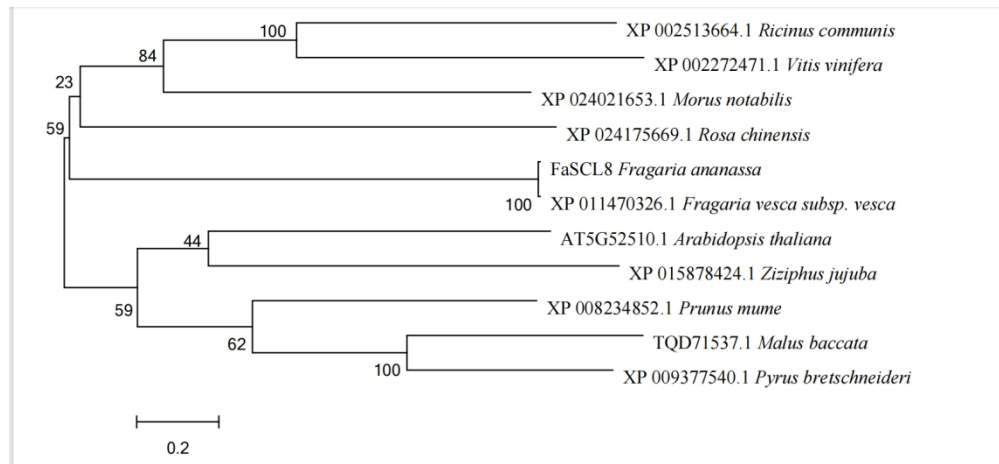 100
XP 002513664.1 Ricinus communis
84
XP 002272471.1 Vitis vinifera
23
XP 024021653.1 Morus notabilis
59
XP 024175669.1 Rosa chinensis
FaSCL8 Fragaria ananassa
100
XP 011470326.1 Fragaria vesca subsp. vesca
44
AT5G52510.1 Arabidopsis thaliana
XP 015878424.1 Ziziphus jujuba
59
XP 008234852.1 Prunus mume
62
TQD71537.1 Malus baccata
100
XP 009377540.1 Pyrus bretschneideri
0.2